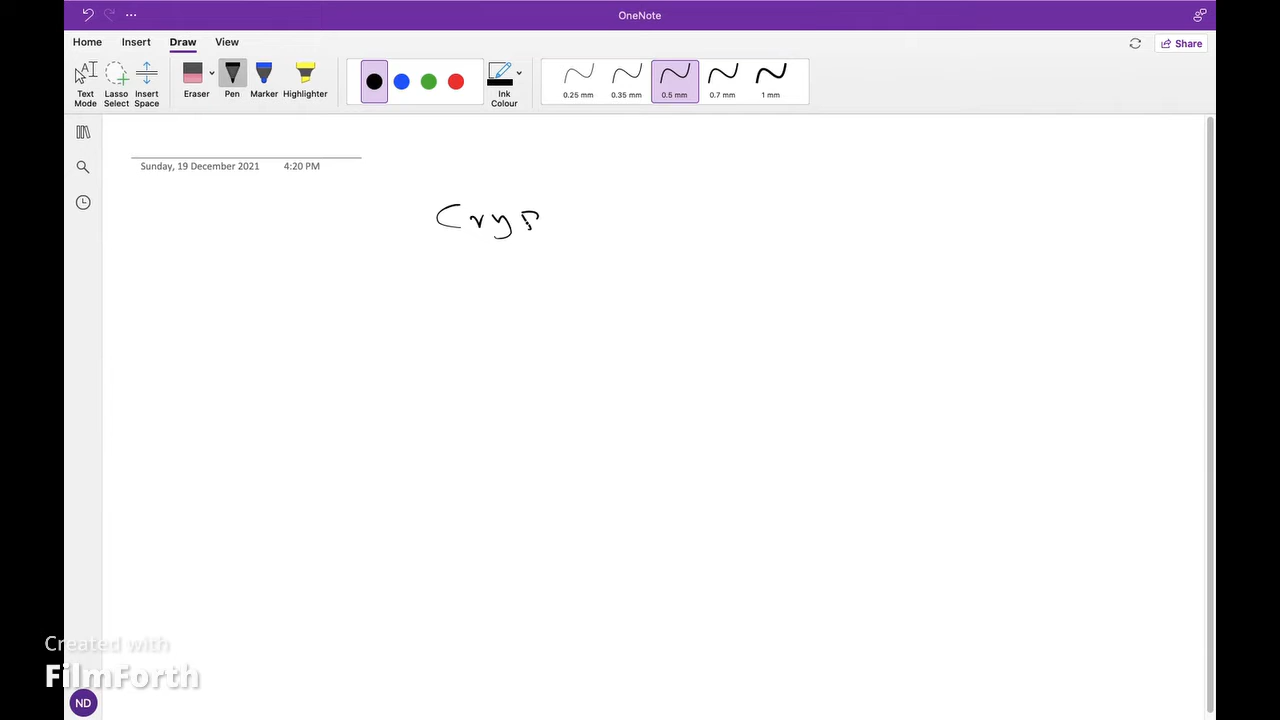 OneNote
Home Insert Draw View
Share
Text Mode
Lasso Select
Insert Space
Eraser
Pen
Marker
Highlighter
Ink Colour
0.25 mm
0.35 mm
0.5 mm
0.7 mm
1 mm
Sunday, 19 December 2021 4:20 PM
Cryp
Created with
FilmForth
ND